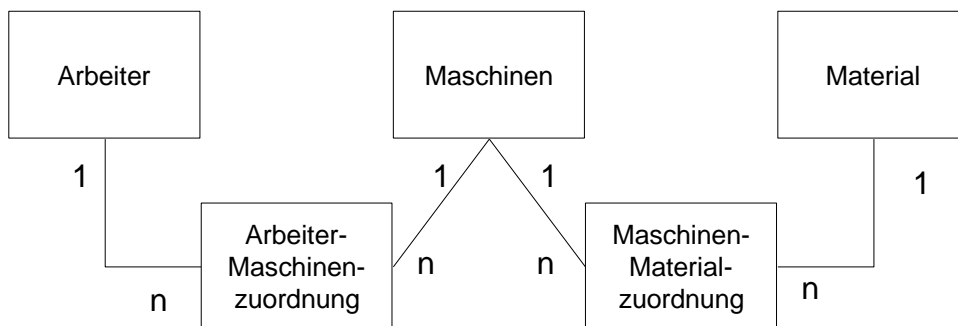 Arbeiter
Maschinen
Material
1
1
1
1
Arbeiter-
Maschinen-
zuordnung
Maschinen-
Material-
zuordnung
n
n
n
n